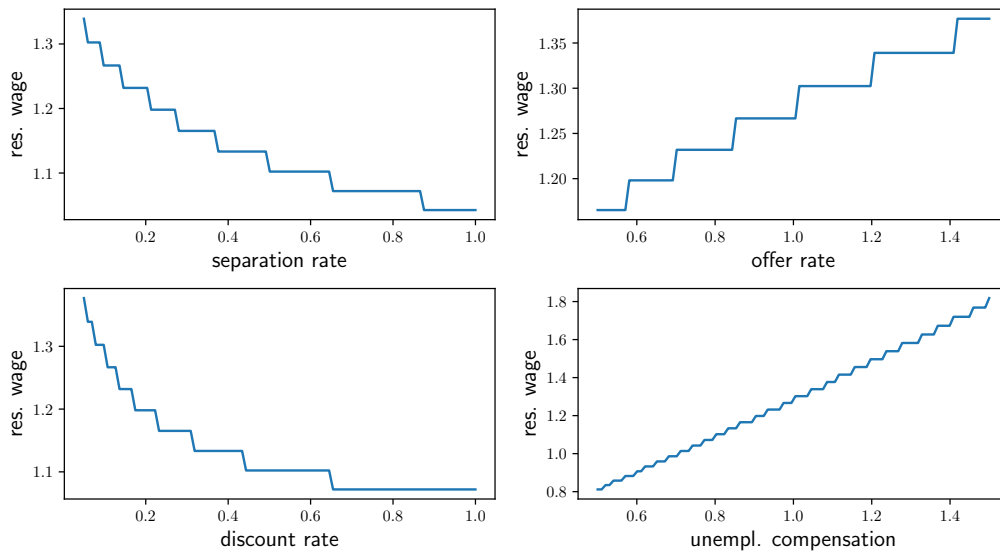 res. wage
1.3
1.2
1.1
0.2 0.4 0.6 0.8 1.0
separation rate
res. wage
1.35
1.30
1.25
1.20
0.6 0.8 1.0 1.2 1.4
offer rate
res. wage
1.3
1.2
1.1
0.2 0.4 0.6 0.8 1.0
discount rate
res. wage
1.8
1.6
1.4
1.2
1.0
0.8
0.6 0.8 1.0 1.2 1.4
unempl. compensation